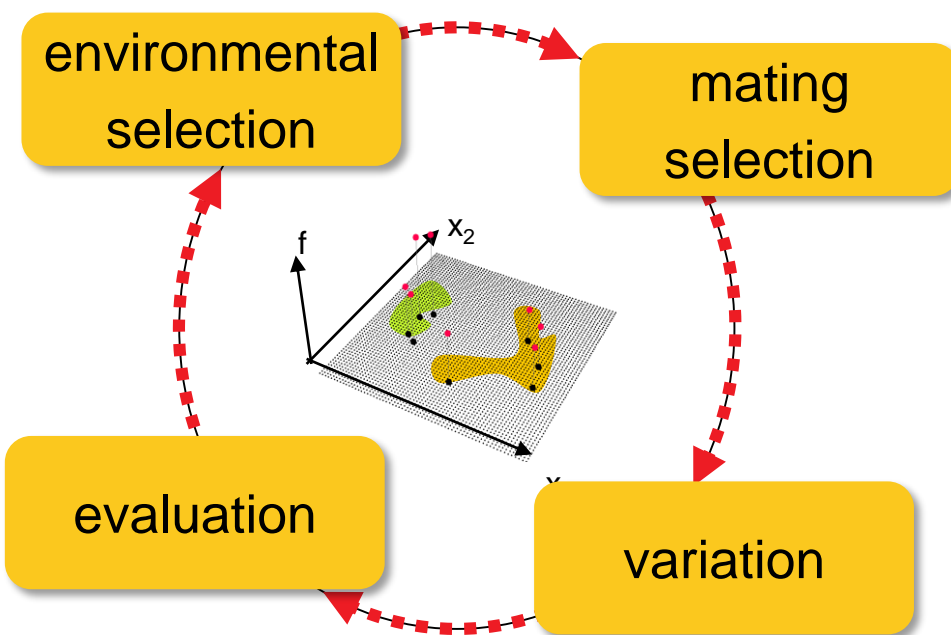 environmental
selection
mating
selection
f
x₂
evaluation
variation